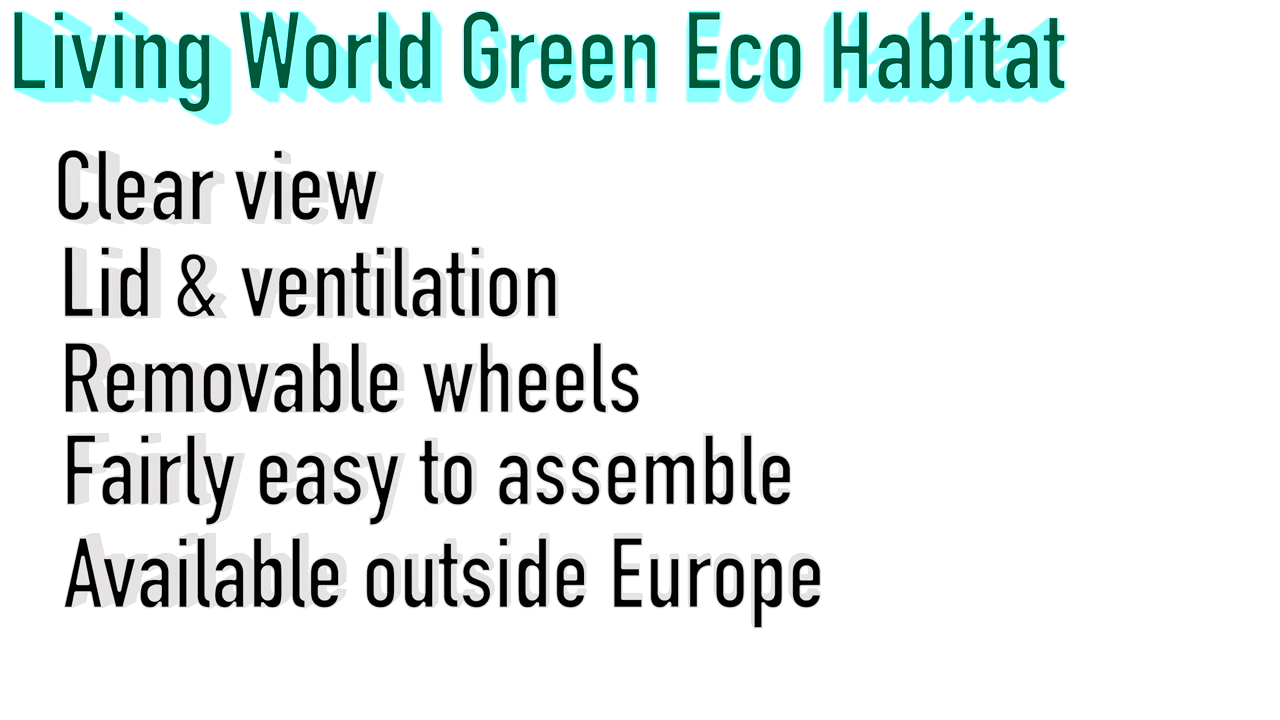 Living World Green Eco Habitat
Clear view
Lid & ventilation
Removable wheels
Fairly easy to assemble
Available outside Europe